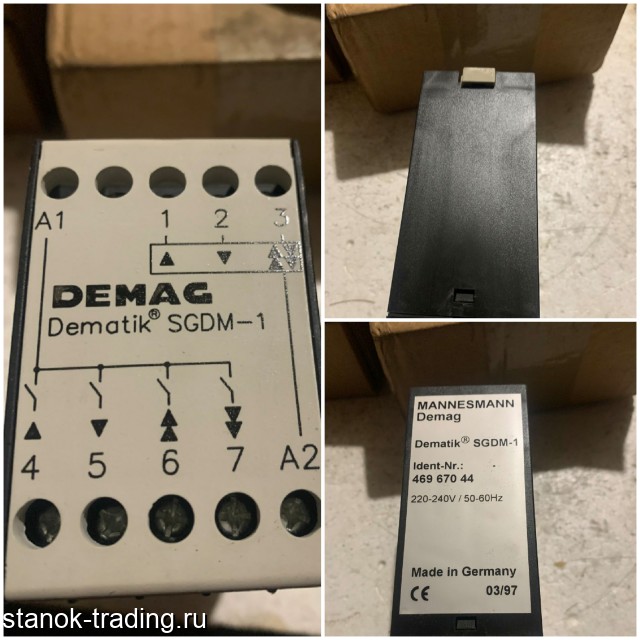 A1 1 2 3
DEMAG
Dematik® SGDM-1
4 5 6 7 A2
MANNESMANN
Demag
Dematik® SGDM-1
Ident-Nr.:
469 670 44
220-240V / 50-60Hz
Made in Germany
CE 03/97
stanok-trading.ru